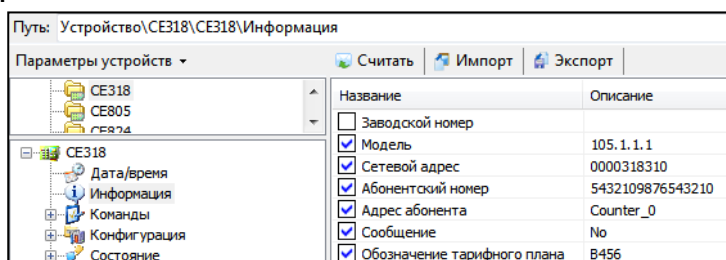 Путь: Устройство\CE318\CE318\Информация
Параметры устройств
Считать Импорт Экспорт
CE318
CE805
CE824
CE318
Дата/время
Информация
Команды
Конфигурация
Состояние
Название Описание
Заводской номер
Модель 105.1.1.1
Сетевой адрес 0000318310
Абонентский номер 5432109876543210
Адрес абонента Counter_0
Сообщение No
Обозначение тарифного плана B456